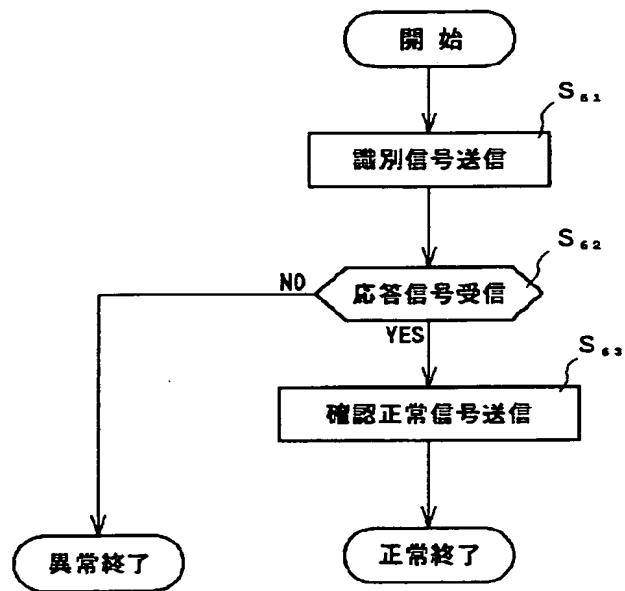 開始
S₆₁
識別信号送信
S₆₂
NO
応答信号受信
YES
S₆₃
確認正常信号送信
異常終了
正常終了